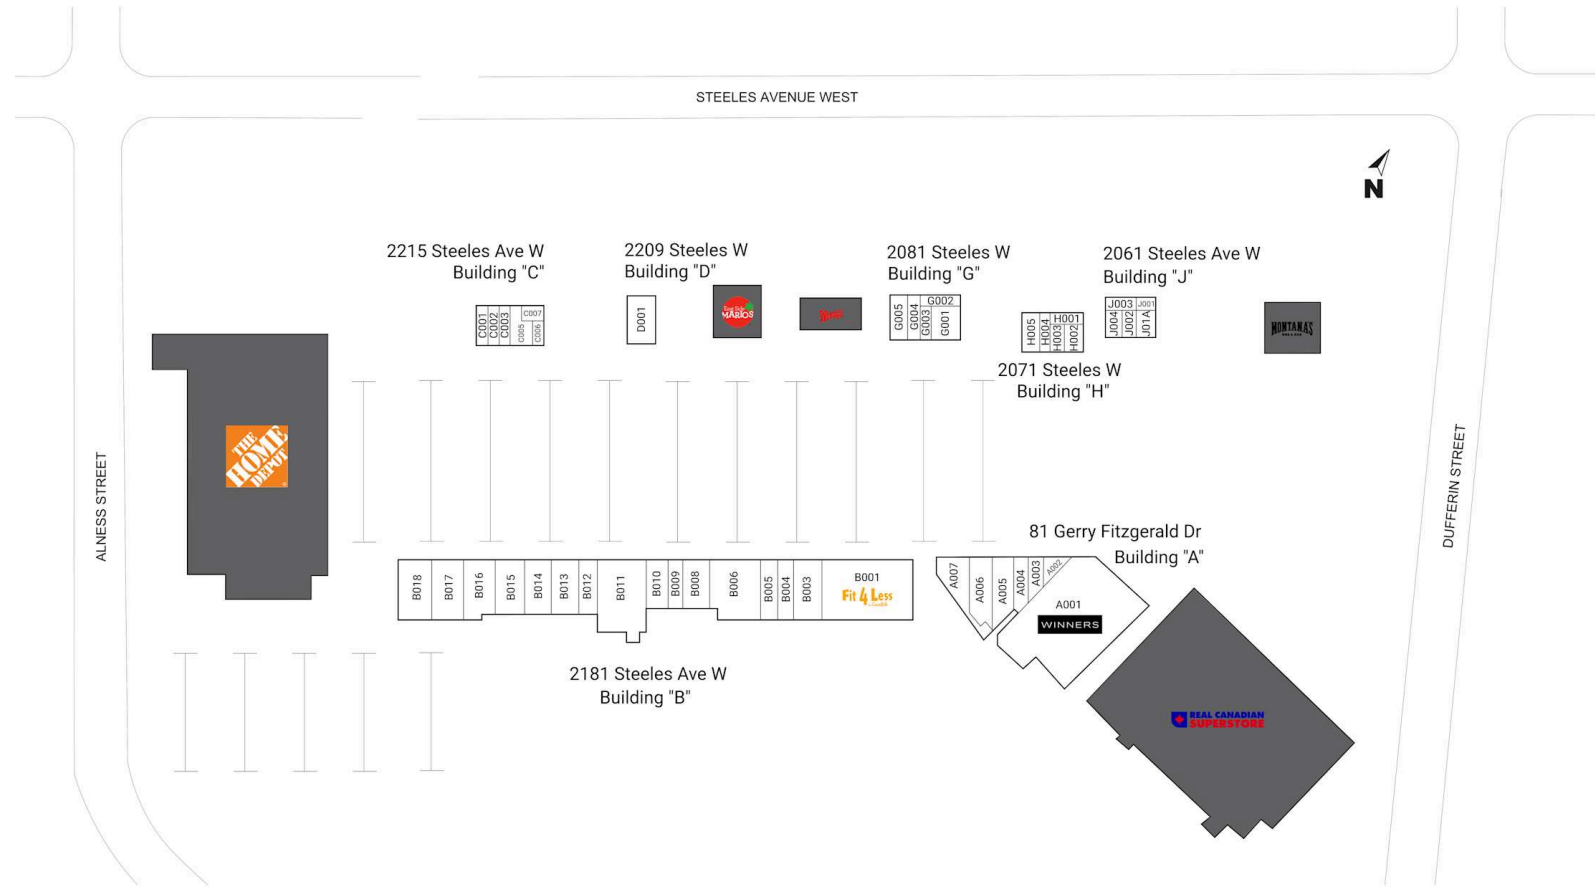 STEELES AVENUE WEST
N
2215 Steeles Ave W
Building "C"
2209 Steeles W
Building "D"
2081 Steeles W
Building "G"
2061 Steeles Ave W
Building "J"
C001
C002
C003
C005
C006
C007
D001
East Side
MARIO'S
G005
G004
G003
G002
G001
H005
H004
H003
H001
H002
J003
J001
J004
J002
J01A
MONTANA'S
2071 Steeles W
Building "H"
THE
HOME
DEPOT
ALNESS STREET
DUFFERIN STREET
81 Gerry Fitzgerald Dr
Building "A"
B018
B017
B016
B015
B014
B013
B012
B011
B010
B009
B008
B006
B005
B004
B003
B001
Fit 4 Less
A007
A006
A005
A004
A003
A002
A001
WINNERS
2181 Steeles Ave W
Building "B"
REAL CANADIAN
SUPERSTORE